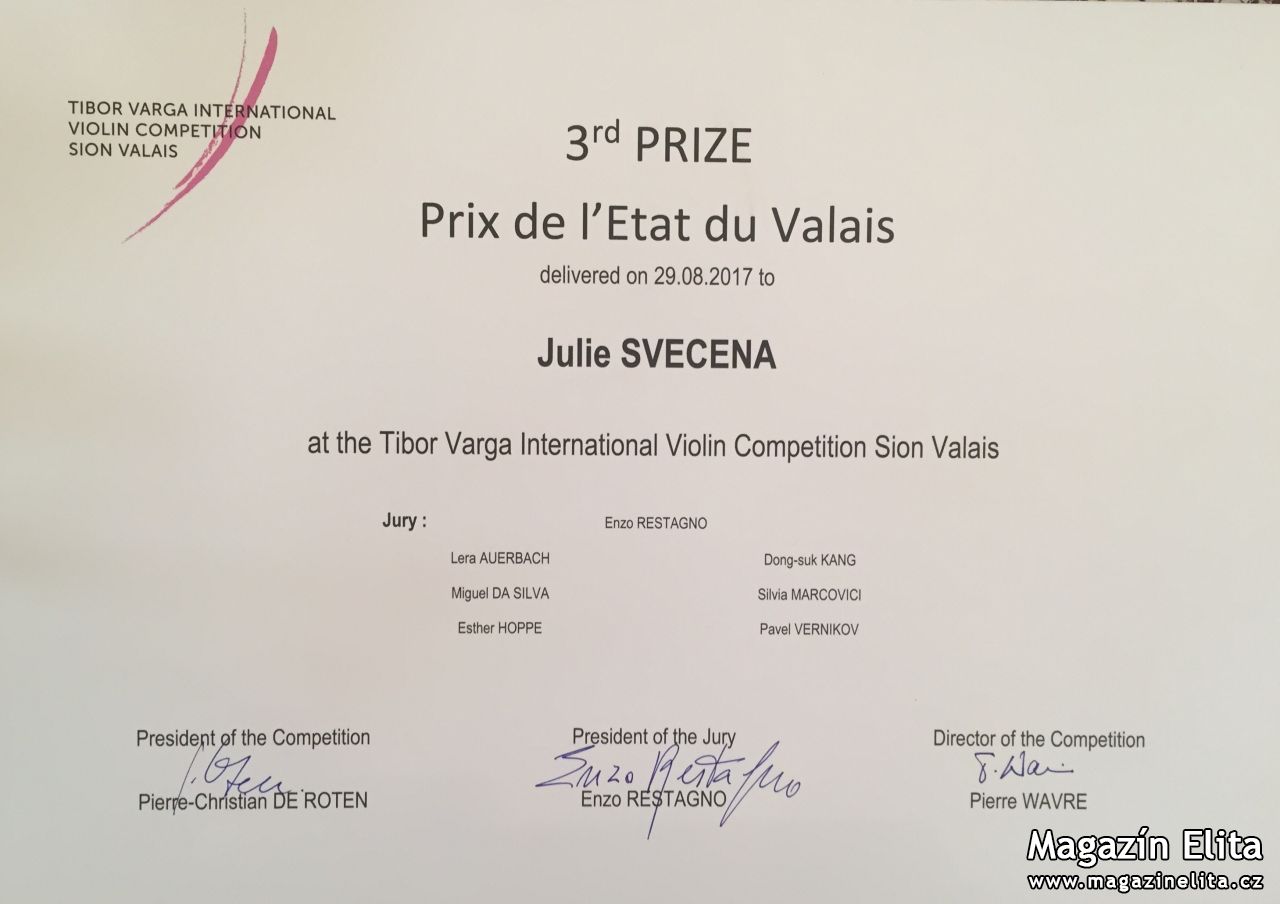 TIBOR VARGA INTERNATIONAL
VIOLIN COMPETITION
SION VALAIS
3rd PRIZE
Prix de l'Etat du Valais
delivered on 29.08.2017 to
Julie SVECENA
at the Tibor Varga International Violin Competition Sion Valais
Jury : Enzo RESTAGNO
Lera AUERBACH Dong-suk KANG
Miguel DA SILVA Silvia MARCOVICI
Esther HOPPE Pavel VERNIKOV
President of the Competition President of the Jury Director of the Competition
Enzo Restagno
Pierre-Christian DE ROTEN Enzo RESTAGNO Pierre WAVRE
Magazín Elita
www.magazinelita.cz